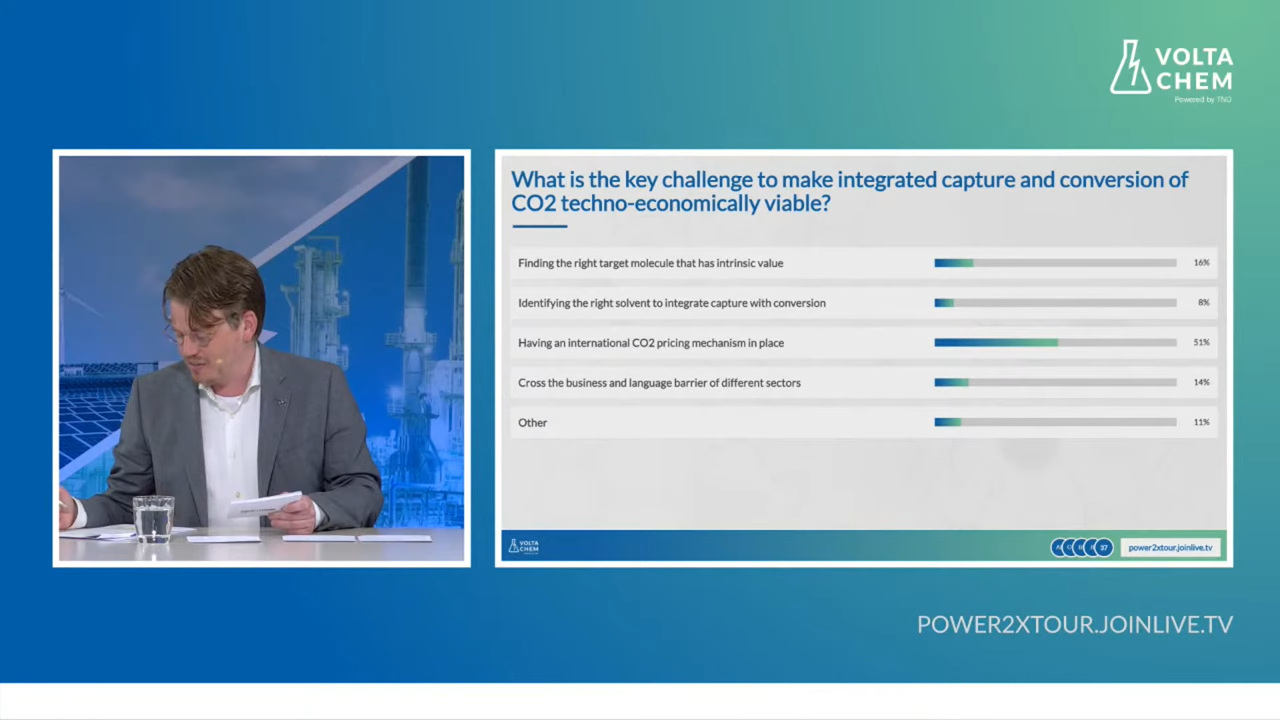 VOLTA
CHEM
Powered by TNO
What is the key challenge to make integrated capture and conversion of
CO2 techno-economically viable?
Finding the right target molecule that has intrinsic value
16%
Identifying the right solvent to integrate capture with conversion
8%
Having an international CO2 pricing mechanism in place
51%
Cross the business and language barrier of different sectors
14%
Other
11%
VOLTA
CHEM
37
power2xtour.joinlive.tv
POWER2XTOUR.JOINLIVE.TV